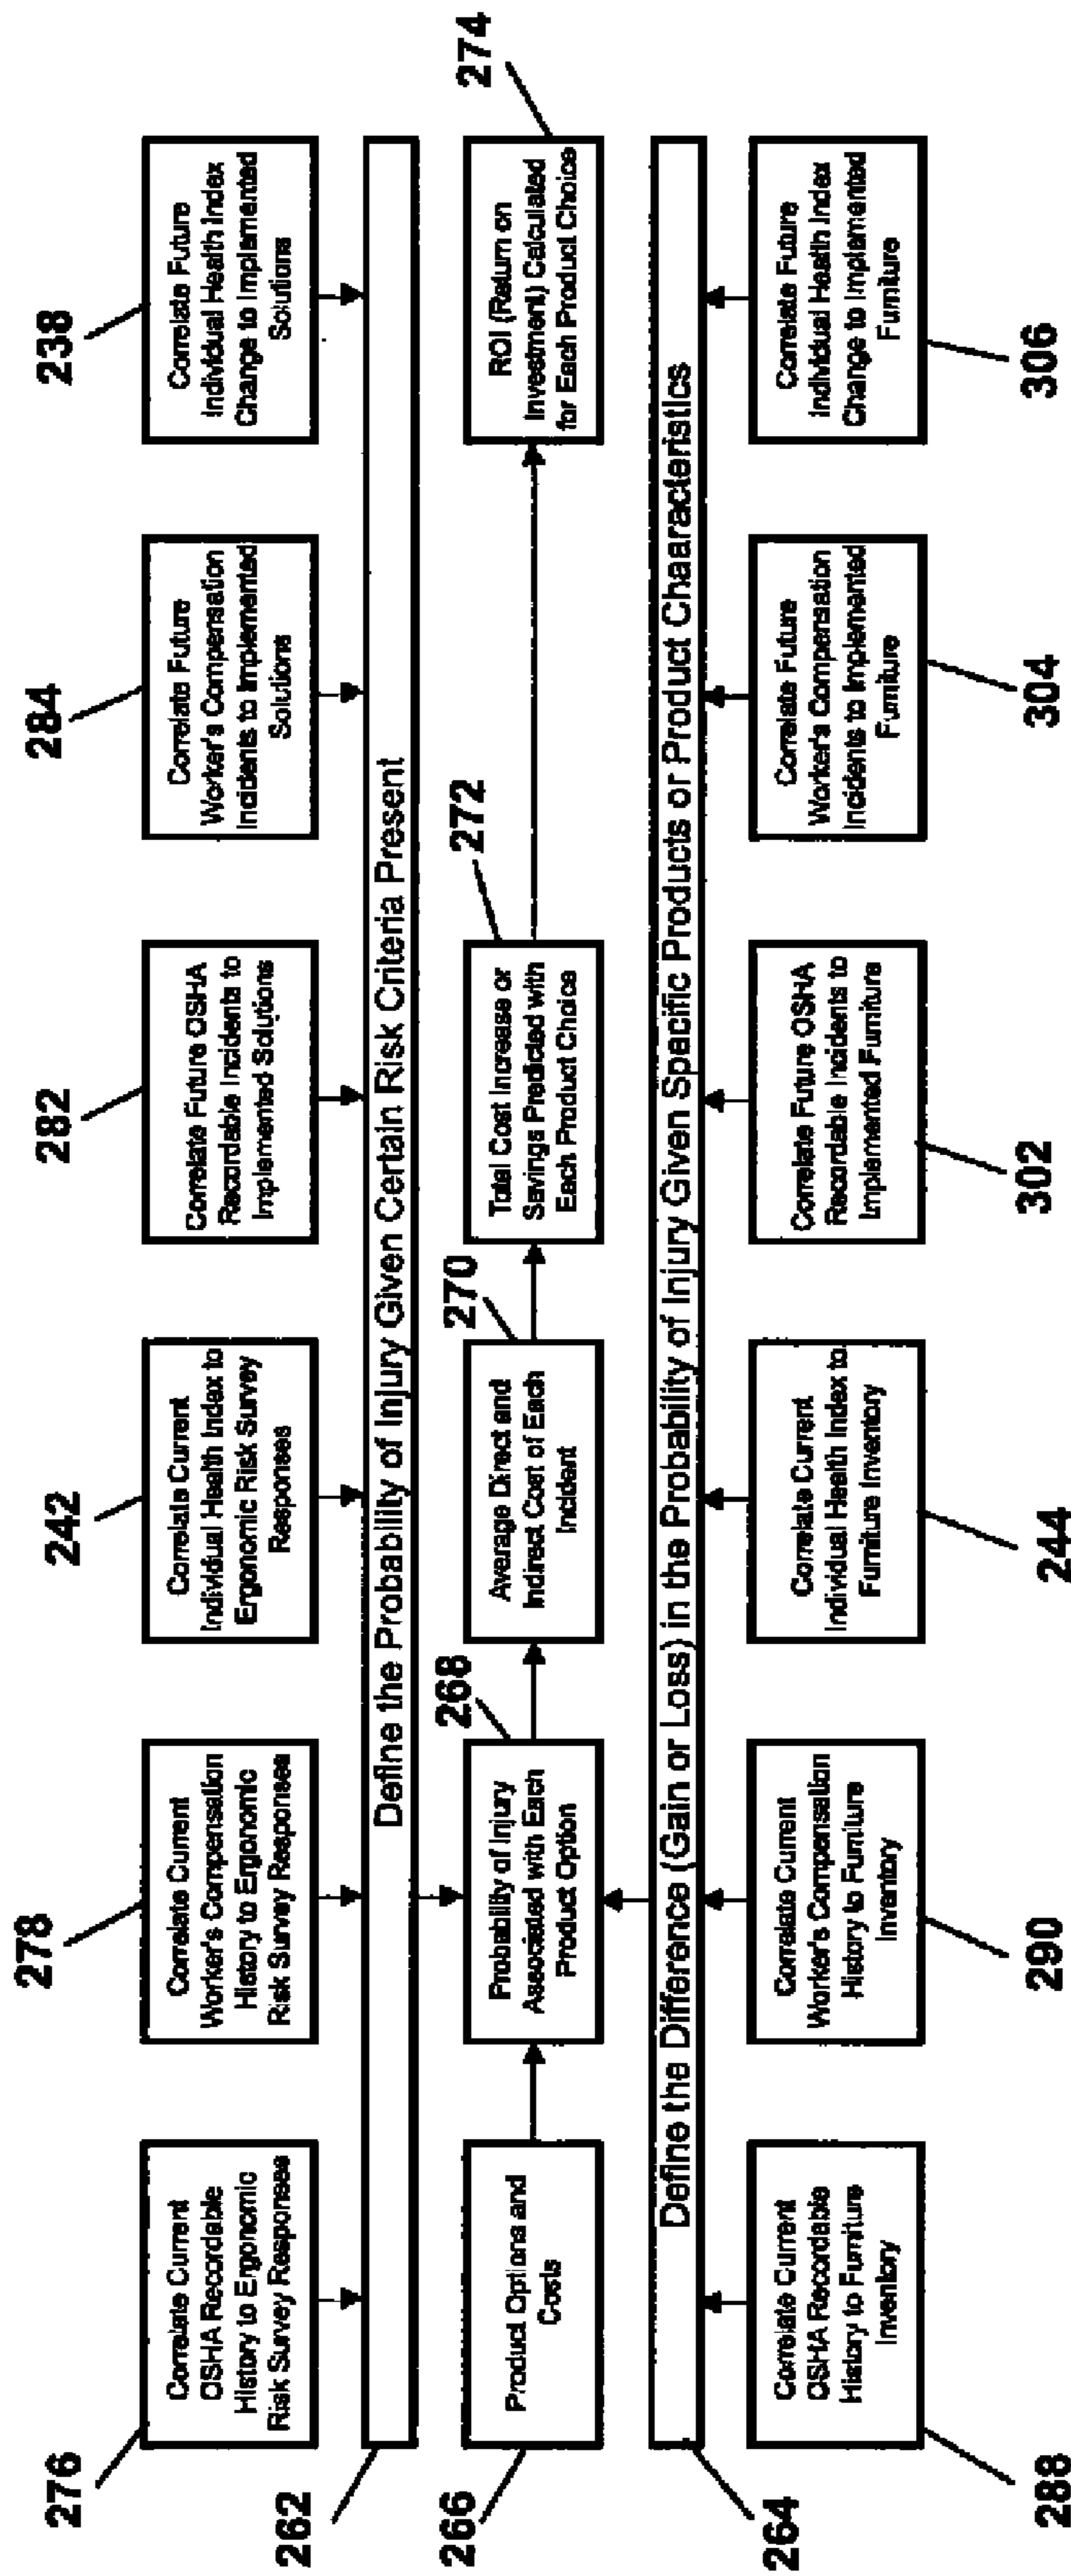 276
Correlate Current
OSHA Recordable
History to Ergonomic
Risk Survey Responses
278
Correlate Current
Worker's Compensation
History to Ergonomic
Risk Survey Responses
242
Correlate Current
Individual Health Index to
Ergonomic Risk Survey
Responses
282
Correlate Future OSHA
Recordable Incidents to
Implemented Solutions
284
Correlate Future
Worker's Compensation
Incidents to Implemented
Solutions
238
Correlate Future
Individual Health Index
Change to Implemented
Solutions
262
Define the Probability of Injury Given Certain Risk Criteria Present
266
Product Options and
Costs
268
Probability of Injury
Associated with Each
Product Option
270
Average Direct and
Indirect Cost of Each
Incident
272
Total Cost Increase or
Savings Predicted with
Each Product Choice
274
ROI (Return on
Investment) Calculated
for Each Product Choice
264
Define the Difference (Gain or Loss) in the Probability of Injury Given Specific Products or Product Chaaracteristics
Correlate Current
OSHA Recordable
History to Furniture
Inventory
288
Correlate Current
Worker's Compensation
History to Furniture
Inventory
290
Correlate Current
Individual Health Index to
Furniture Inventory
244
Correlate Future OSHA
Recordable Incidents to
Implemented Furniture
302
Correlate Future
Worker's Compensation
Incidents to Implemented
Furniture
304
Correlate Future
Individual Health Index
Change to Implemented
Furniture
306